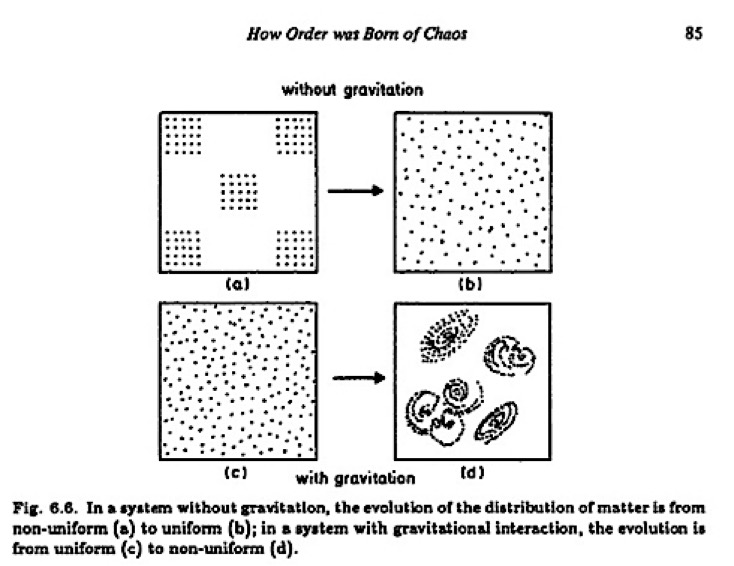 How Order was Born of Chaos 85
without gravitation
(a) (b)
(c) (d)
with gravitation
Fig. 6.6. In a system without gravitation, the evolution of the distribution of matter is from
non-uniform (a) to uniform (b); in a system with gravitational interaction, the evolution is
from uniform (c) to non-uniform (d).